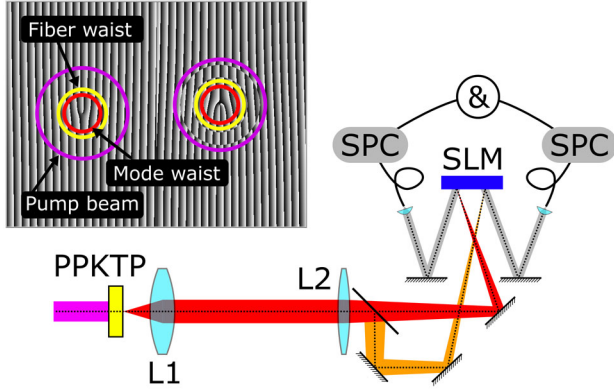 Fiber waist
Mode waist
Pump beam
&
SPC
SPC
SLM
PPKTP
L1
L2